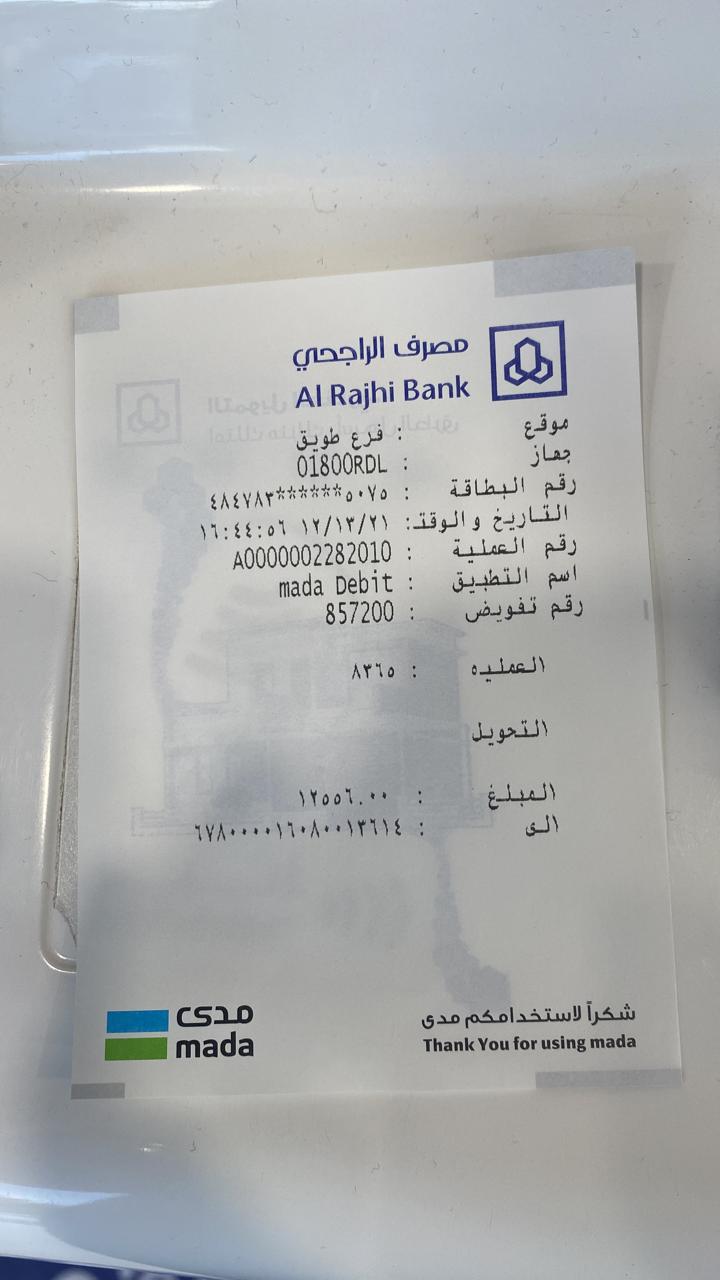 مصرف الراجحي
Al Rajhi Bank
موقع : فرع طويق
جهاز : 01800RDL
رقم البطاقة : ٤٨٤٧٨٣******٥٠٧٥
التاريخ والوقت: ١٢/١٣/٢١ ١٦:٤٤:٥٦
رقم العملية : A0000002282010
اسم التطبيق : mada Debit
رقم تفويض : 857200
العمليه : ٨٣٦٥
التحويل
المبلغ : ١٢٥٥٦.٠٠
الى : ٦٧٨٠٠٠٠١٦٠٨٠٠١٣٦١٤
شكراً لاستخدامكم مدى
Thank You for using mada
مدى
mada